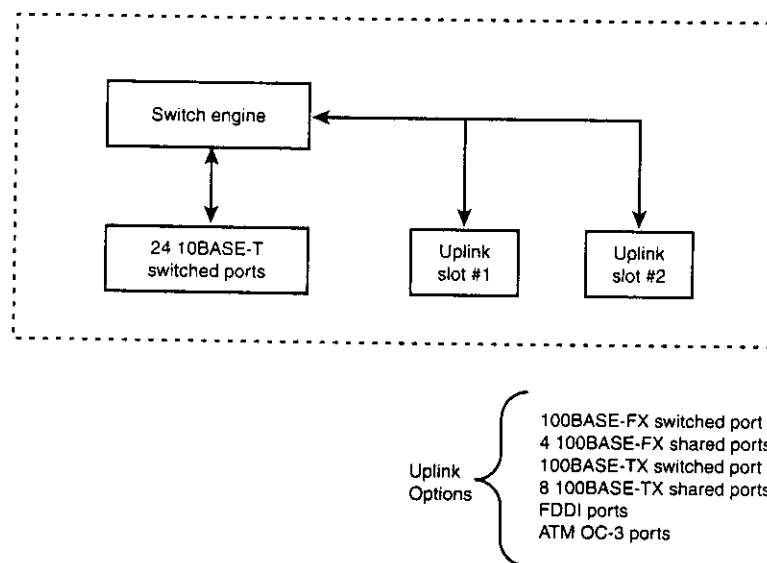 Switch engine
24 10BASE-T
switched ports
Uplink
slot #1
Uplink
slot #2
Uplink
Options
100BASE-FX switched port
4 100BASE-FX shared ports
100BASE-TX switched port
8 100BASE-TX shared ports
FDDI ports
ATM OC-3 ports